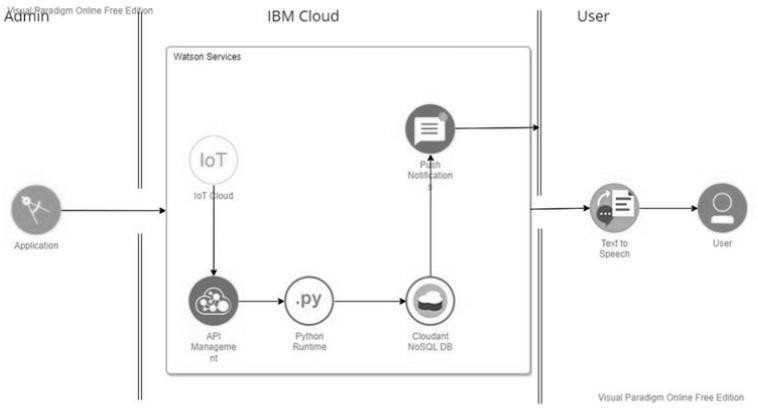 Visual Paradigm Online Free Edition
Admin
IBM Cloud
User
Watson Services
IoT
IoT Cloud
Push
Notification
s
Application
Text to
Speech
User
.py
API
Manageme
nt
Python
Runtime
Cloudant
NoSQL DB
Visual Paradigm Online Free Edition